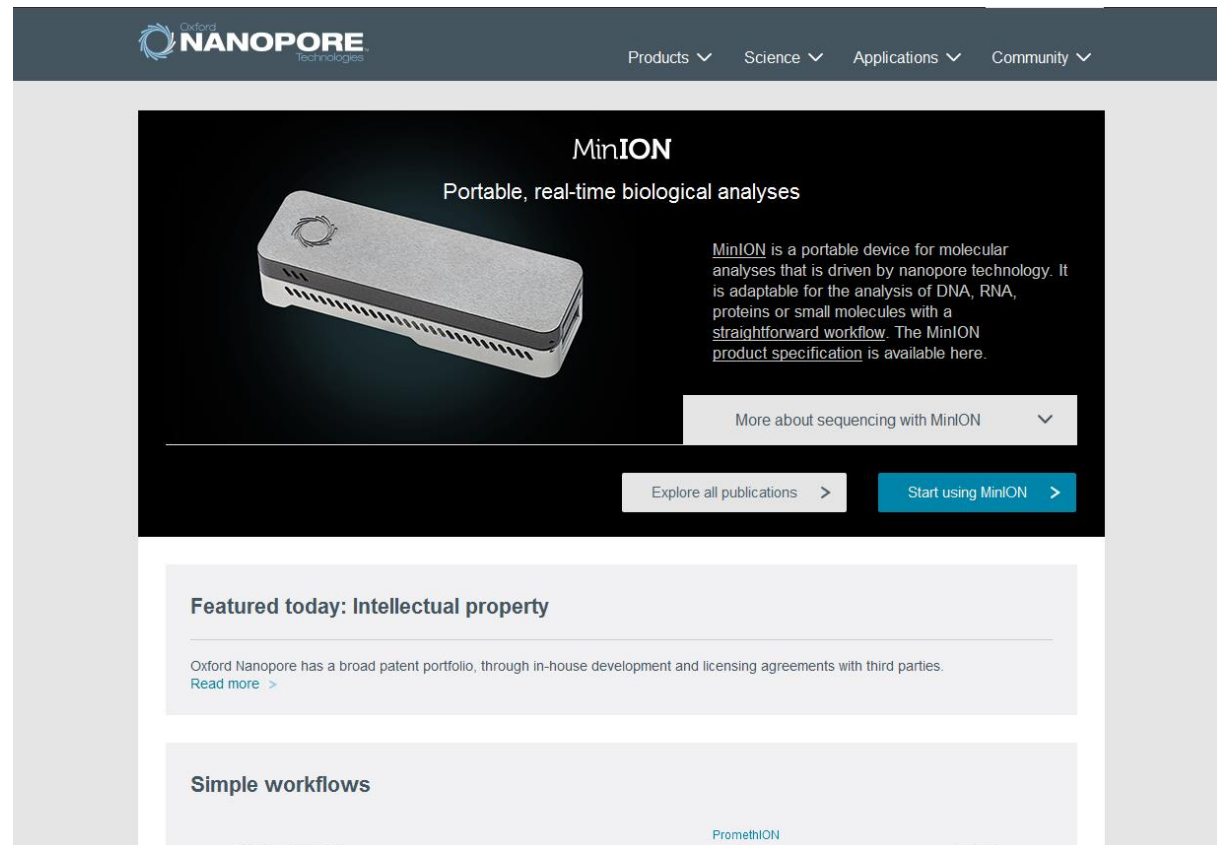 Oxford
NANOPORE
Technologies
Products
Science
Applications
Community
MinION
Portable, real-time biological analyses
MinION is a portable device for molecular
analyses that is driven by nanopore technology. It
is adaptable for the analysis of DNA, RNA,
proteins or small molecules with a
straightforward workflow. The MinION
product specification is available here.
More about sequencing with MinION
Explore all publications >
Start using MinION >
Featured today: Intellectual property
Oxford Nanopore has a broad patent portfolio, through in-house development and licensing agreements with third parties.
Read more >
Simple workflows
PromethION